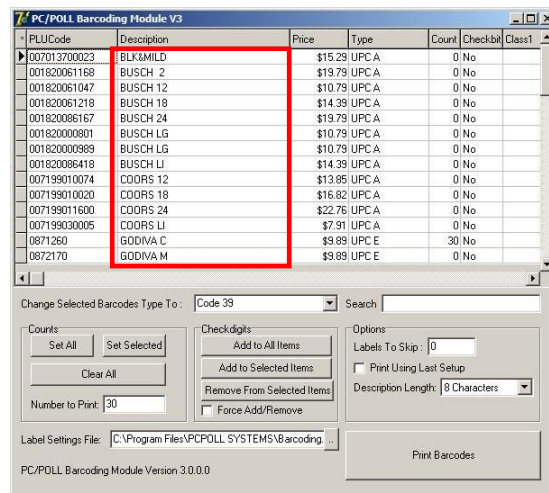 PC/POLL Barcoding Module V3
* PLUCode Description Price Type Count Checkbit Class1
007013700023 BLK&MILD $15.29 UPC A 0 No
001820061168 BUSCH 2 $19.79 UPC A 0 No
001820061047 BUSCH 12 $10.79 UPC A 0 No
001820061218 BUSCH 18 $14.39 UPC A 0 No
001820086167 BUSCH 24 $19.79 UPC A 0 No
001820000801 BUSCH LG $10.79 UPC A 0 No
001820000989 BUSCH LG $10.79 UPC A 0 No
001820086418 BUSCH LI $14.39 UPC A 0 No
007199010074 COORS 12 $13.85 UPC A 0 No
007199010020 COORS 18 $16.82 UPC A 0 No
007199011600 COORS 24 $22.76 UPC A 0 No
007199030005 COORS LI $7.91 UPC A 0 No
0871260 GODIVA C $9.89 UPC E 30 No
0872170 GODIVA M $9.89 UPC E 0 No
Change Selected Barcodes Type To : Code 39 Search
Counts Checkdigits Options
Set All Set Selected Add to All Items Labels To Skip : 0
Clear All Add to Selected Items Print Using Last Setup
Remove From Selected Items Description Length: 8 Characters
Number to Print: 30 Force Add/Remove
Label Settings File: C:\Program Files\PCPOLL SYSTEMS\Barcoding. .. Print Barcodes
PC/POLL Barcoding Module Version 3.0.0.0